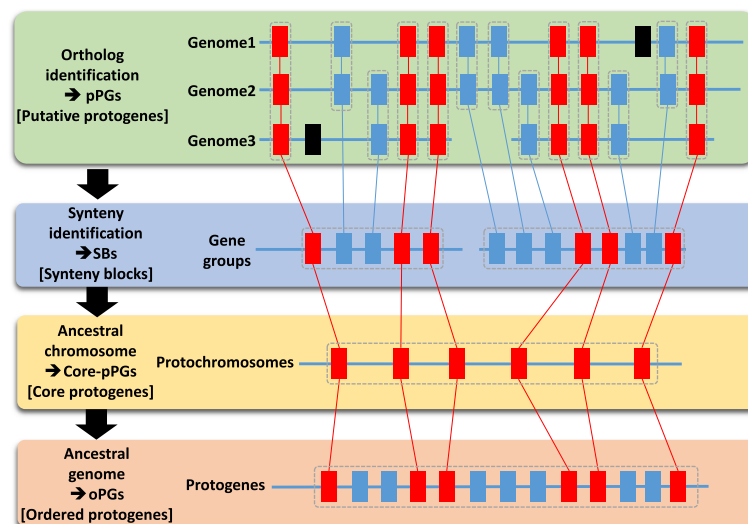 Ortholog
identification
➔ pPGs
[Putative protogenes]
Genome1
Genome2
Genome3
Synteny
identification
➔SBs
[Synteny blocks]
Gene
groups
Ancestral
chromosome
➔ Core-pPGs
[Core protogenes]
Protochromosomes
Ancestral
genome
➔ oPGs
[Ordered protogenes]
Protogenes